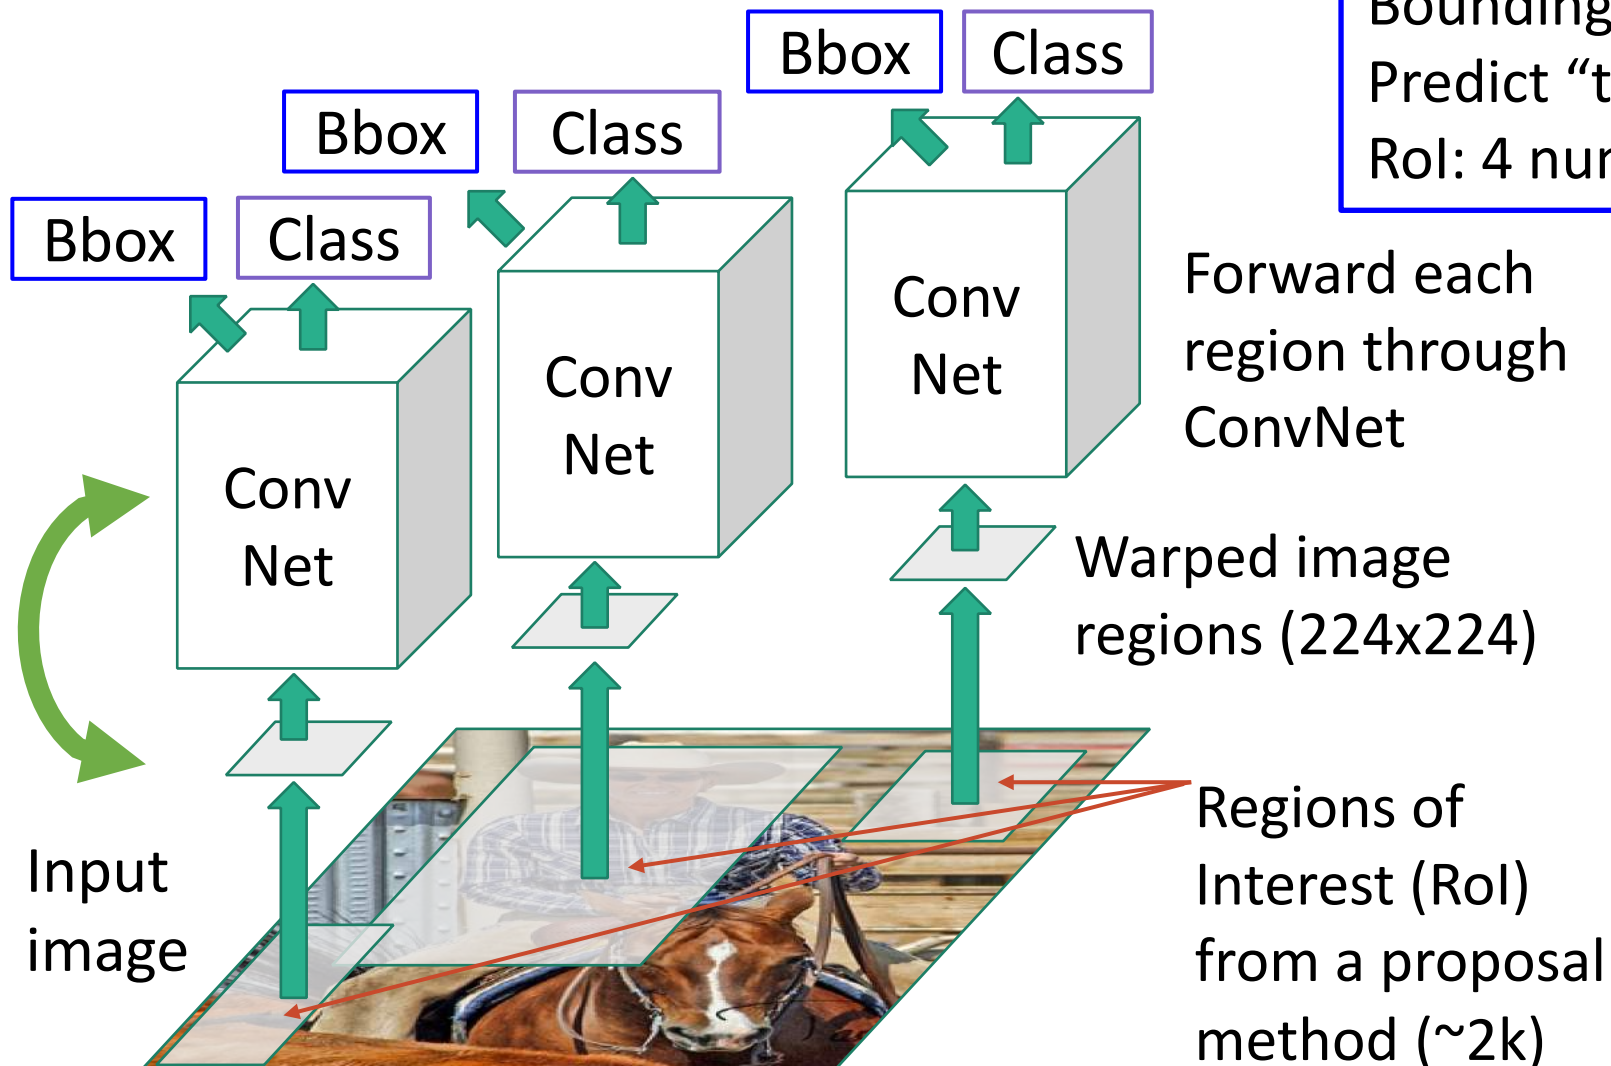 Bbox
Class
Bbox
Class
Bbox
Class
Predict “t
RoI: 4
Conv
Net
Conv
Net
Conv
Net
Forward each
region through
ConvNet
Warped image
regions (224x224)
Input
image
Regions of
Interest (RoI)
from a proposal
method (~2k)